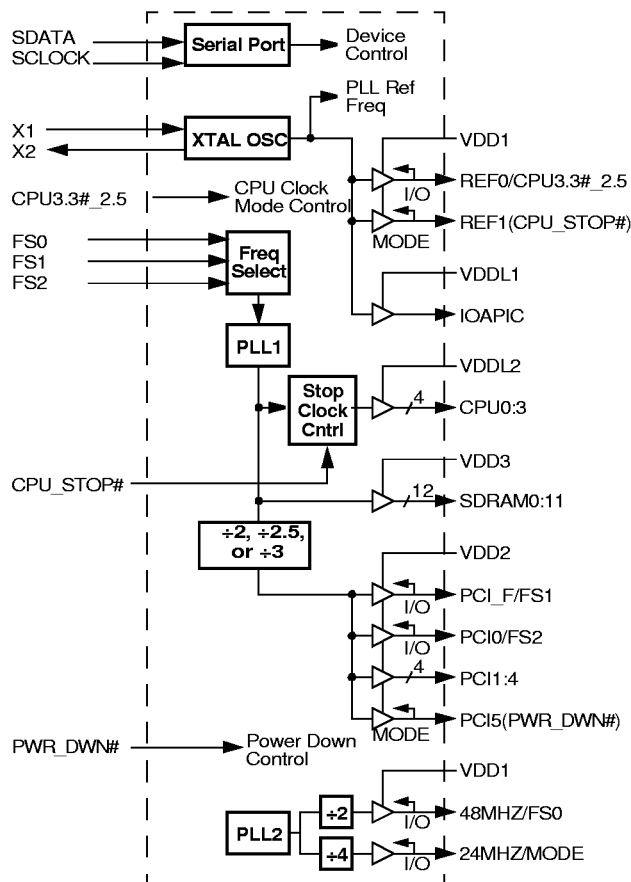 SDATA
SCLOCK
Serial Port
Device
Control
PLL Ref
Freq
X1
X2
XTAL OSC
VDD1
REF0/CPU3.3#_2.5
I/O
CPU3.3#_2.5
CPU Clock
Mode Control
REF1(CPU_STOP#)
MODE
FS0
FS1
FS2
Freq
Select
VDDL1
IOAPIC
PLL1
VDDL2
Stop
Clock
Cntrl
4
CPU0:3
CPU_STOP#
VDD3
12
SDRAM0:11
÷2, ÷2.5,
or ÷3
VDD2
PCI_F/FS1
I/O
PCI0/FS2
I/O
4
PCI1:4
PCI5(PWR_DWN#)
MODE
PWR_DWN#
Power Down
Control
VDD1
PLL2
÷2
48MHZ/FS0
I/O
÷4
24MHZ/MODE
I/O